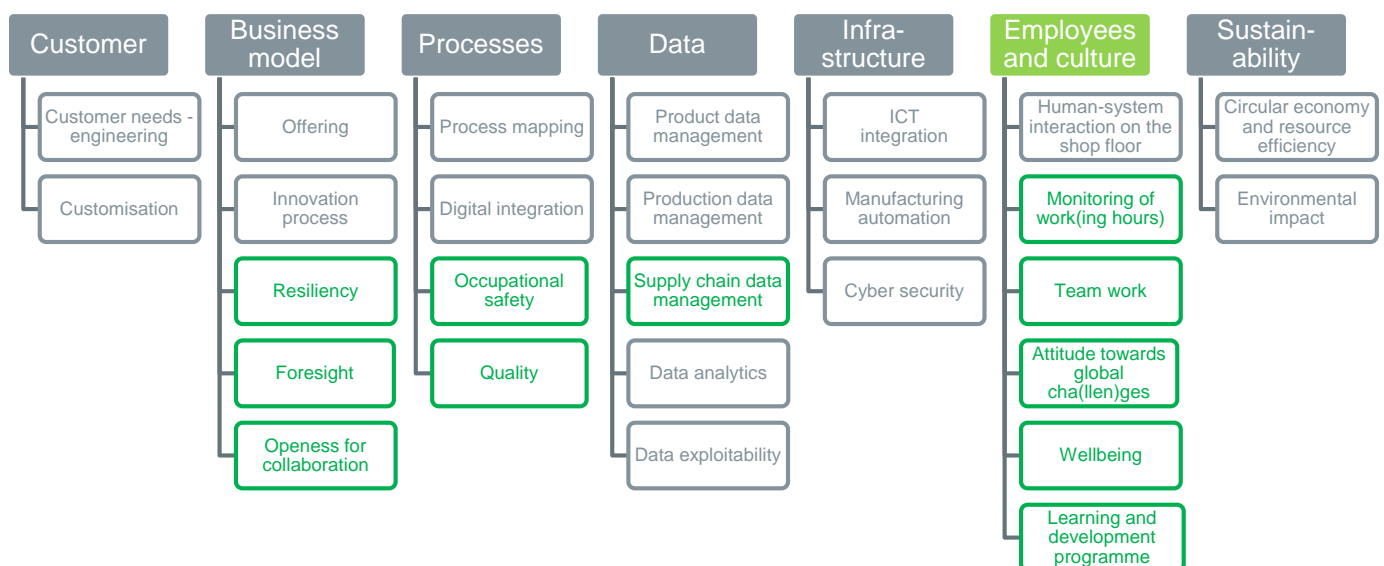 Customer
Customer needs -
engineering
Customisation
Business
model
Offering
Innovation
process
Resiliency
Foresight
Openess for
collaboration
Processes
Process mapping
Digital integration
Occupational
safety
Quality
Data
Product data
management
Production data
management
Supply chain data
management
Data analytics
Data exploitability
Infra-
structure
ICT
integration
Manufacturing
automation
Cyber security
Employees
and culture
Human-system
interaction on the
shop floor
Monitoring of
work(ing hours)
Team work
Attitude towards
global
cha(llen)ges
Wellbeing
Learning and
development
programme
Sustain-
ability
Circular economy
and resource
efficiency
Environmental
impact